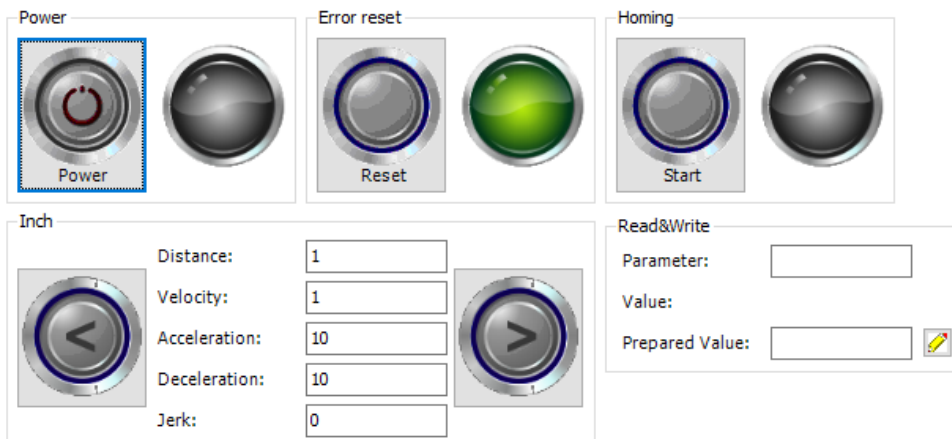 Power
Error reset
Homing
Power
Reset
Start
Inch
Distance: 1
Velocity: 1
Acceleration: 10
Deceleration: 10
Jerk: 0
<
>
Read&Write
Parameter:
Value:
Prepared Value: